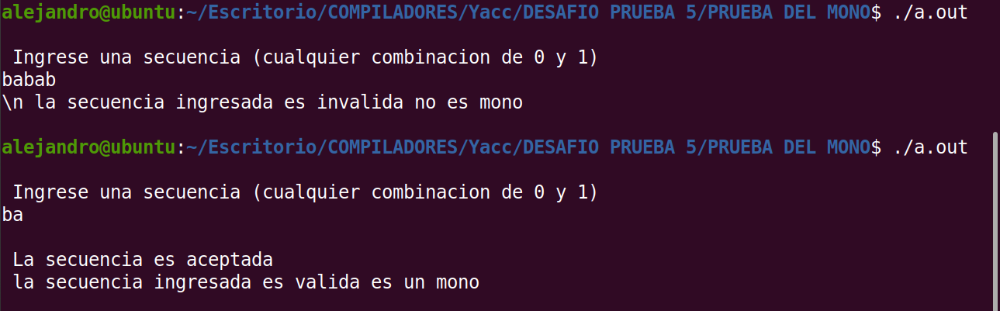 alejandro@ubuntu:~/Escritorio/COMPILADORES/Yacc/DESAFIO PRUEBA 5/PRUEBA DEL MONO$ ./a.out
Ingrese una secuencia (cualquier combinacion de 0 y 1)
babab
\n la secuencia ingresada es invalida no es mono
alejandro@ubuntu:~/Escritorio/COMPILADORES/Yacc/DESAFIO PRUEBA 5/PRUEBA DEL MONO$ ./a.out
Ingrese una secuencia (cualquier combinacion de 0 y 1)
ba
La secuencia es aceptada
la secuencia ingresada es valida es un mono